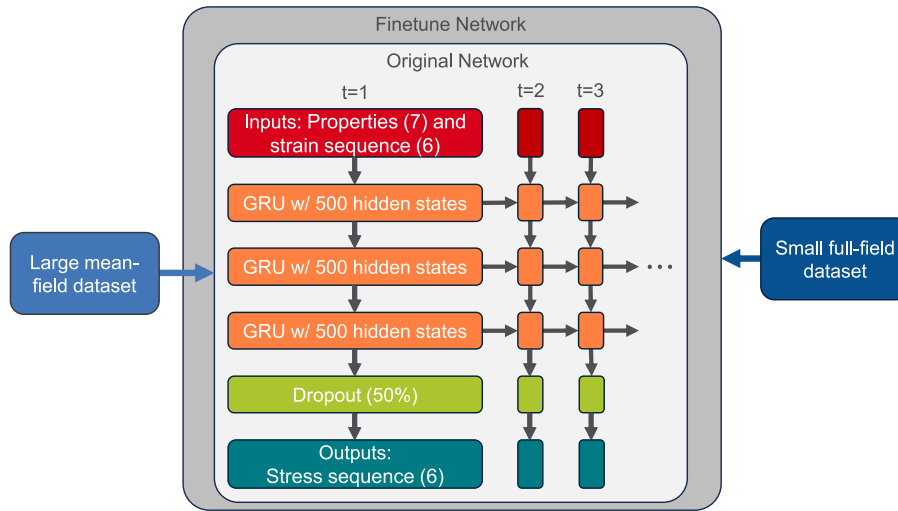 Finetune Network
Original Network
t=1
t=2
t=3
Inputs: Properties (7) and
strain sequence (6)
GRU w/ 500 hidden states
GRU w/ 500 hidden states
GRU w/ 500 hidden states
Dropout (50%)
Outputs:
Stress sequence (6)
Large mean-
field dataset
Small full-field
dataset
...